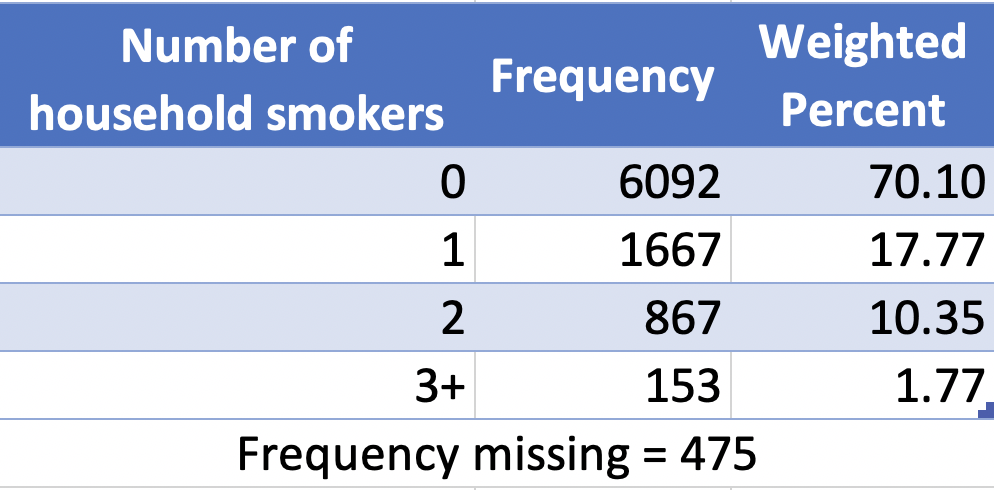 Number of household smokers Frequency Weighted Percent
0 6092 70.10
1 1667 17.77
2 867 10.35
3+ 153 1.77
Frequency missing = 475